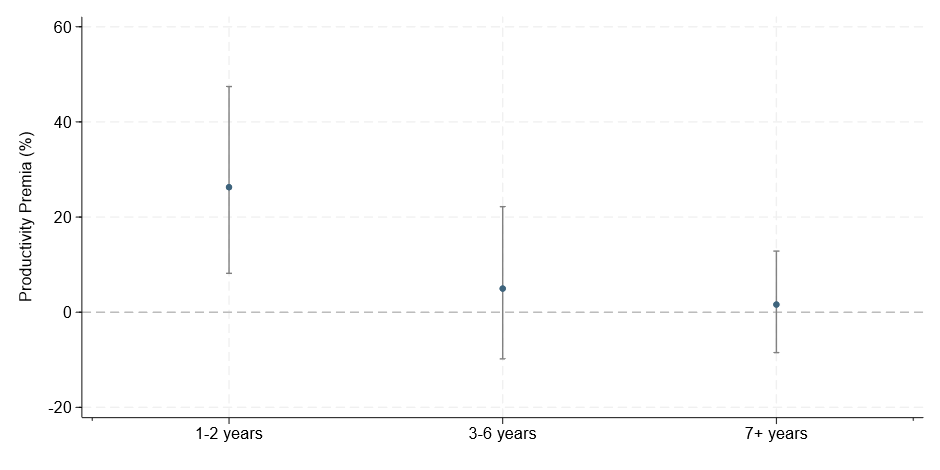 Productivity Premia (%)
60
40
20
0
-20
1-2 years
3-6 years
7+ years